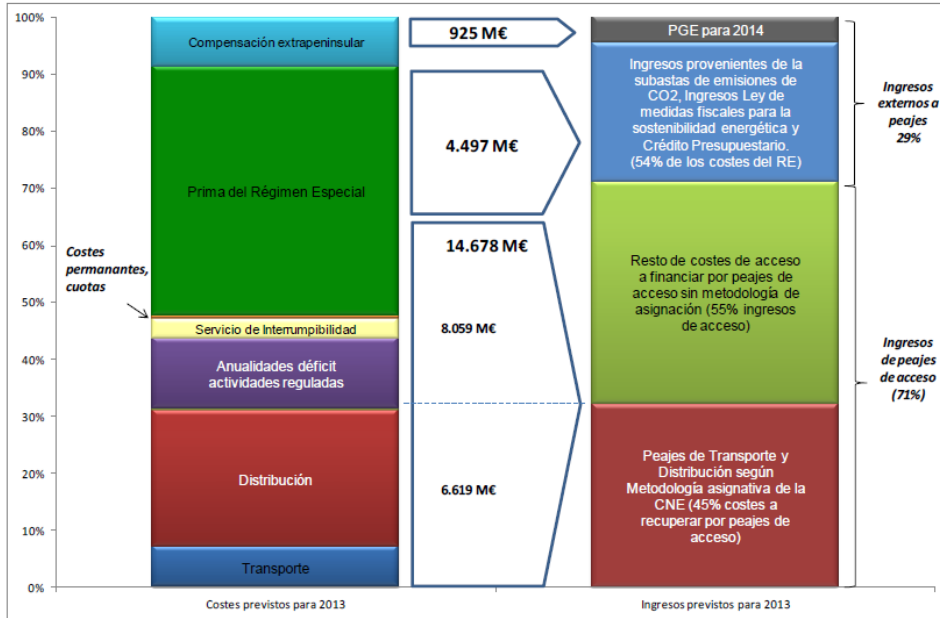 100%
90%
80%
70%
60%
50%
40%
30%
20%
10%
0%
Costes
permanantes,
cuotas
Compensación extrapeninsular
Prima del Régimen Especial
Servicio de Interrumpibilidad
Anualidades déficit
actividades reguladas
Distribución
Transporte
Costes previstos para 2013
925 M€
4.497 M€
14.678 M€
8.059 M€
6.619 M€
PGE para 2014
Ingresos provenientes de la
subastas de emisiones de
CO2, Ingresos Ley de
medidas fiscales para la
sostenibilidad energética y
Crédito Presupuestario.
(54% de los costes del RE)
Resto de costes de acceso
a financiar por peajes de
acceso sin metodología de
asignación (55% ingresos
de acceso)
Peajes de Transporte y
Distribución según
Metodología asignativa de la
CNE (45% costes a
recuperar por peajes de
acceso)
Ingresos previstos para 2013
Ingresos
externos a
peajes
29%
Ingresos
de peajes
de acceso
(71%)